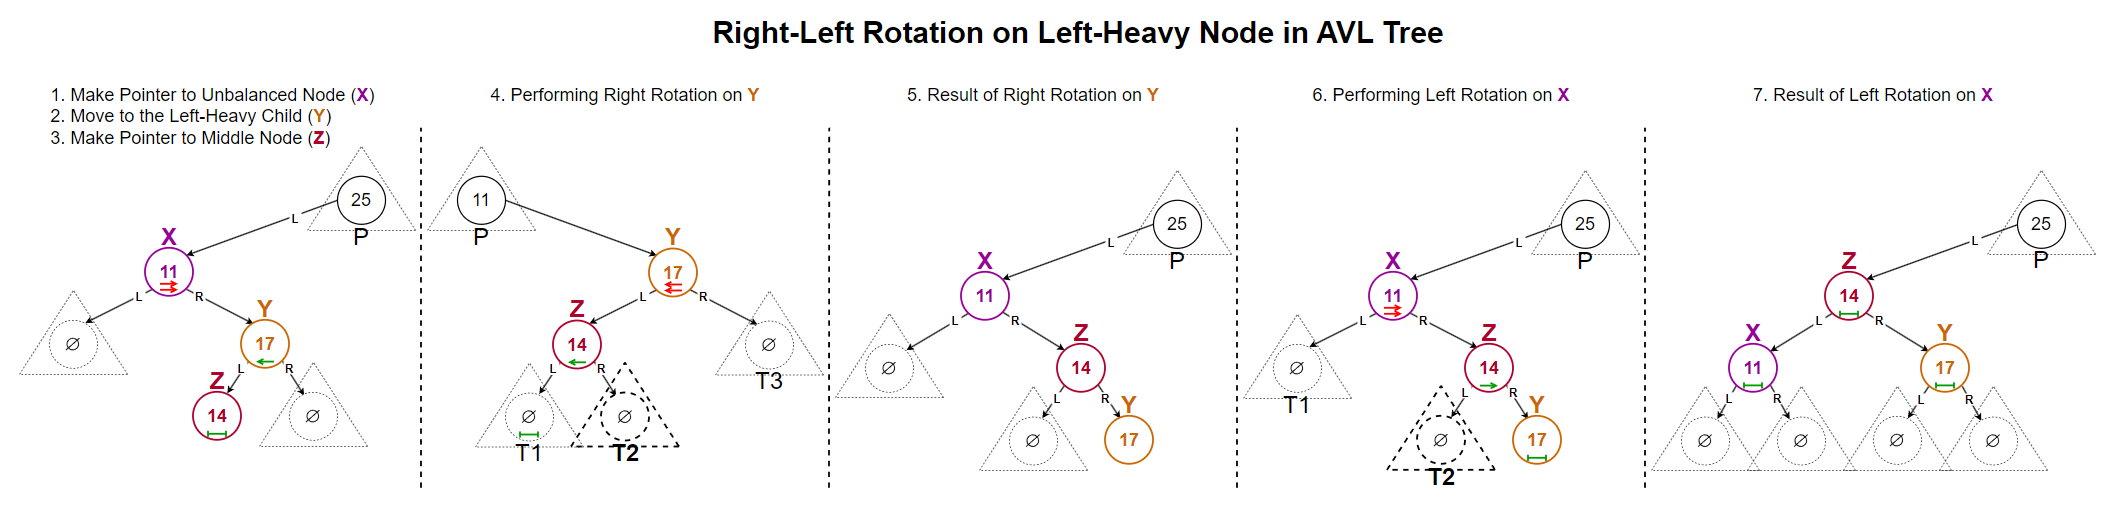 Right-Left Rotation on Left-Heavy Node in AVL Tree
1. Make Pointer to Unbalanced Node (X)
2. Move to the Left-Heavy Child (Y)
3. Make Pointer to Middle Node (Z)
25
P
L
X
11
L
R
∅
Y
17
L
R
Z
14
∅
4. Performing Right Rotation on Y
11
P
Y
17
L
R
Z
14
∅
T3
L
R
∅
T1
∅
T2
5. Result of Right Rotation on Y
25
P
L
X
11
L
R
∅
Z
14
L
R
∅
Y
17
6. Performing Left Rotation on X
25
P
L
X
11
L
R
∅
T1
Z
14
L
R
∅
T2
Y
17
7. Result of Left Rotation on X
25
P
L
Z
14
L
R
X
11
Y
17
L
R
L
R
∅
∅
∅
∅